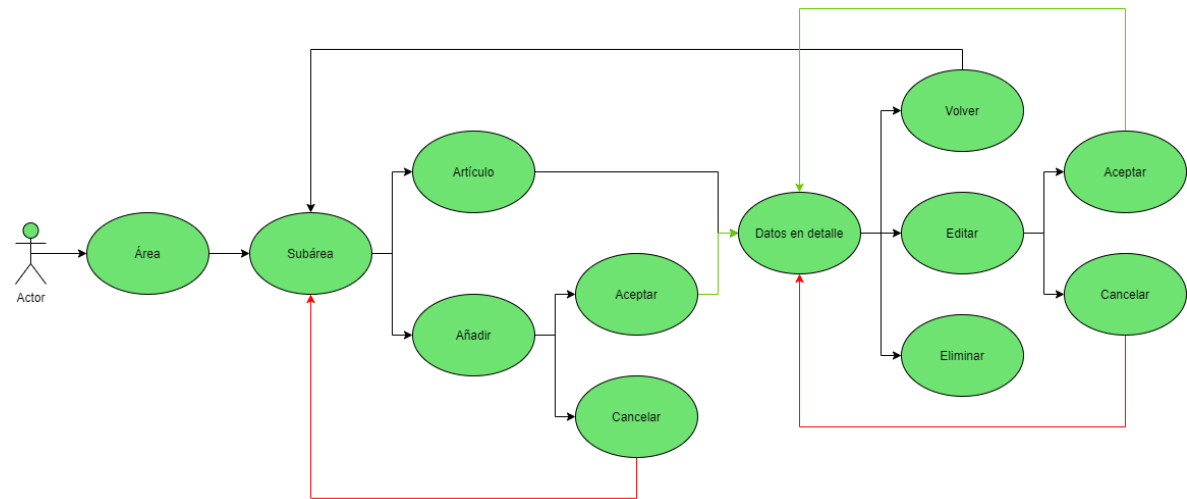 Volver
Artículo
Aceptar
Área
Subárea
Datos en detalle
Editar
Actor
Aceptar
Cancelar
Añadir
Eliminar
Cancelar